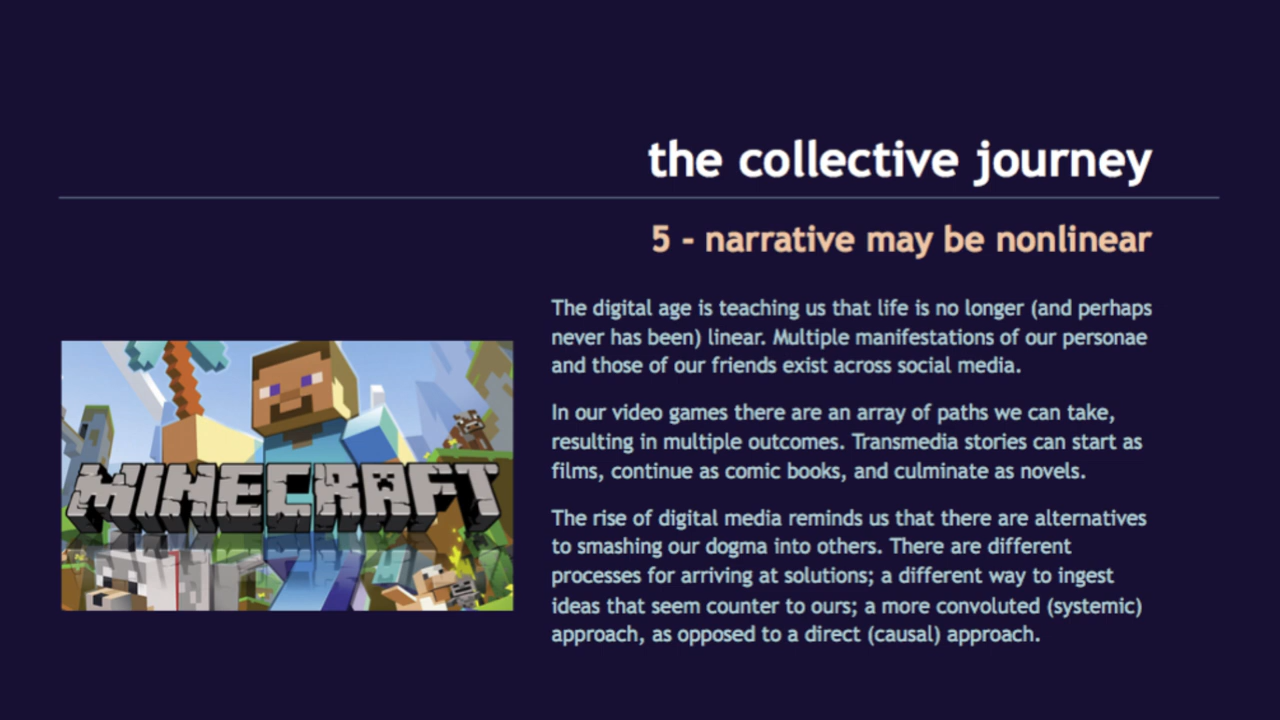 the collective journey
5 - narrative may be nonlinear
The digital age is teaching us that life is no longer (and perhaps
never has been) linear. Multiple manifestations of our personae
and those of our friends exist across social media.
In our video games there are an array of paths we can take,
resulting in multiple outcomes. Transmedia stories can start as
films, continue as comic books, and culminate as novels.
The rise of digital media reminds us that there are alternatives
to smashing our dogma into others. There are different
processes for arriving at solutions; a different way to ingest
ideas that seem counter to ours; a more convoluted (systemic)
approach, as opposed to a direct (causal) approach.
MINECRAFT